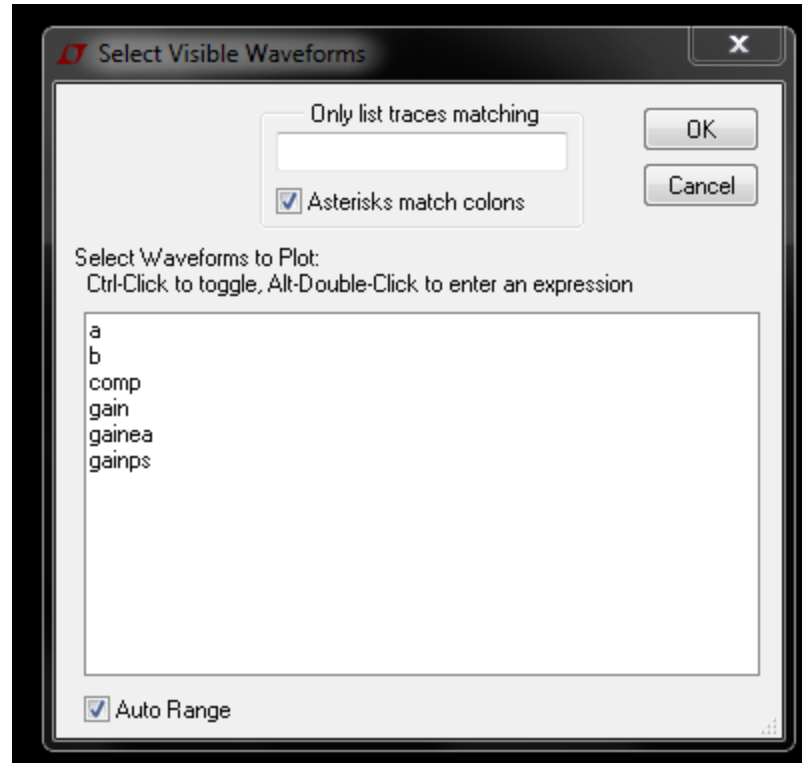 Select Visible Waveforms
Only list traces matching
OK
Asterisks match colons
Cancel
Select Waveforms to Plot:
Ctrl-Click to toggle, Alt-Double-Click to enter an expression
a
b
comp
gain
gainea
gainps
Auto Range